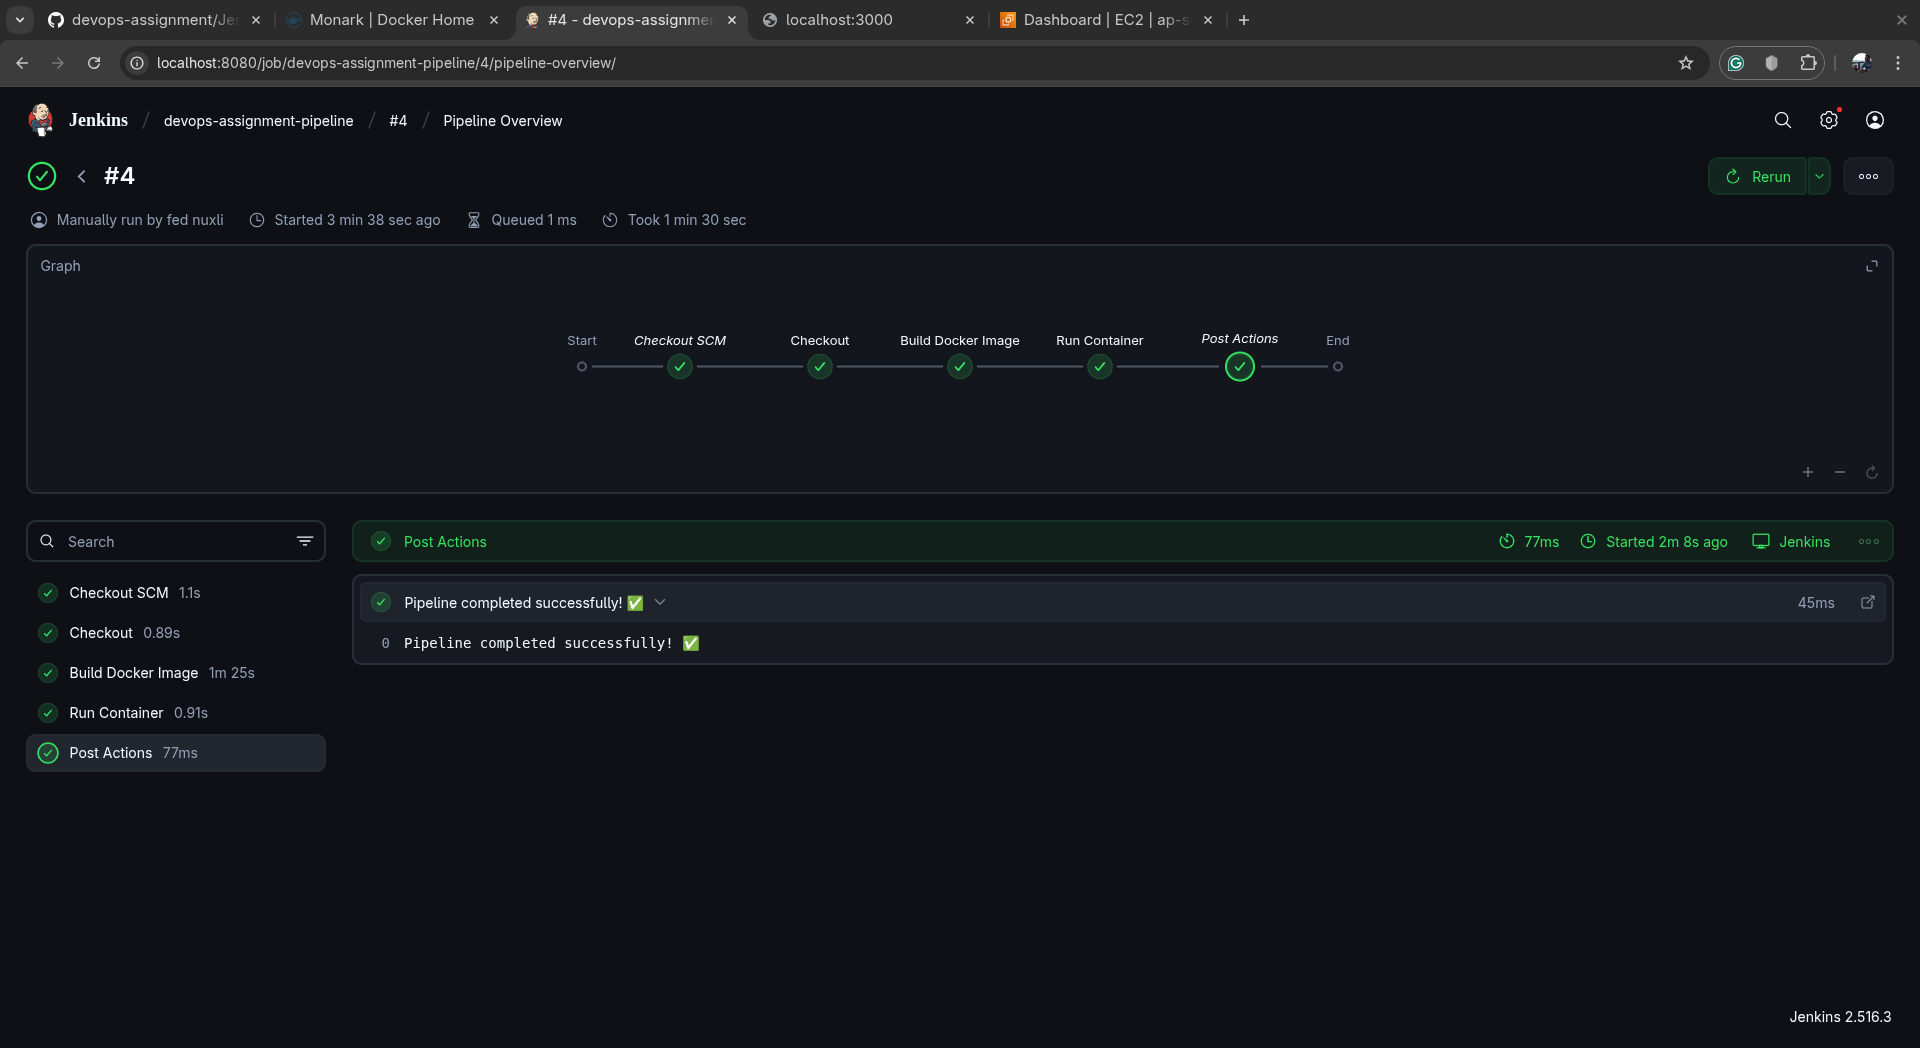 devops-assignment/Je
Monark | Docker Home
#4 - devops-assignme
localhost:3000
Dashboard | EC2 | ap-s
localhost:8080/job/devops-assignment-pipeline/4/pipeline-overview/
Jenkins / devops-assignment-pipeline / #4 / Pipeline Overview
#4
Rerun
Manually run by fed nuxli
Started 3 min 38 sec ago
Queued 1 ms
Took 1 min 30 sec
Graph
Start
Checkout SCM
Checkout
Build Docker Image
Run Container
Post Actions
End
Search
Post Actions
77ms
Started 2m 8s ago
Jenkins
Checkout SCM 1.1s
Pipeline completed successfully! ✅
45ms
Checkout 0.89s
0 Pipeline completed successfully! ✅
Build Docker Image 1m 25s
Run Container 0.91s
Post Actions 77ms
Jenkins 2.516.3